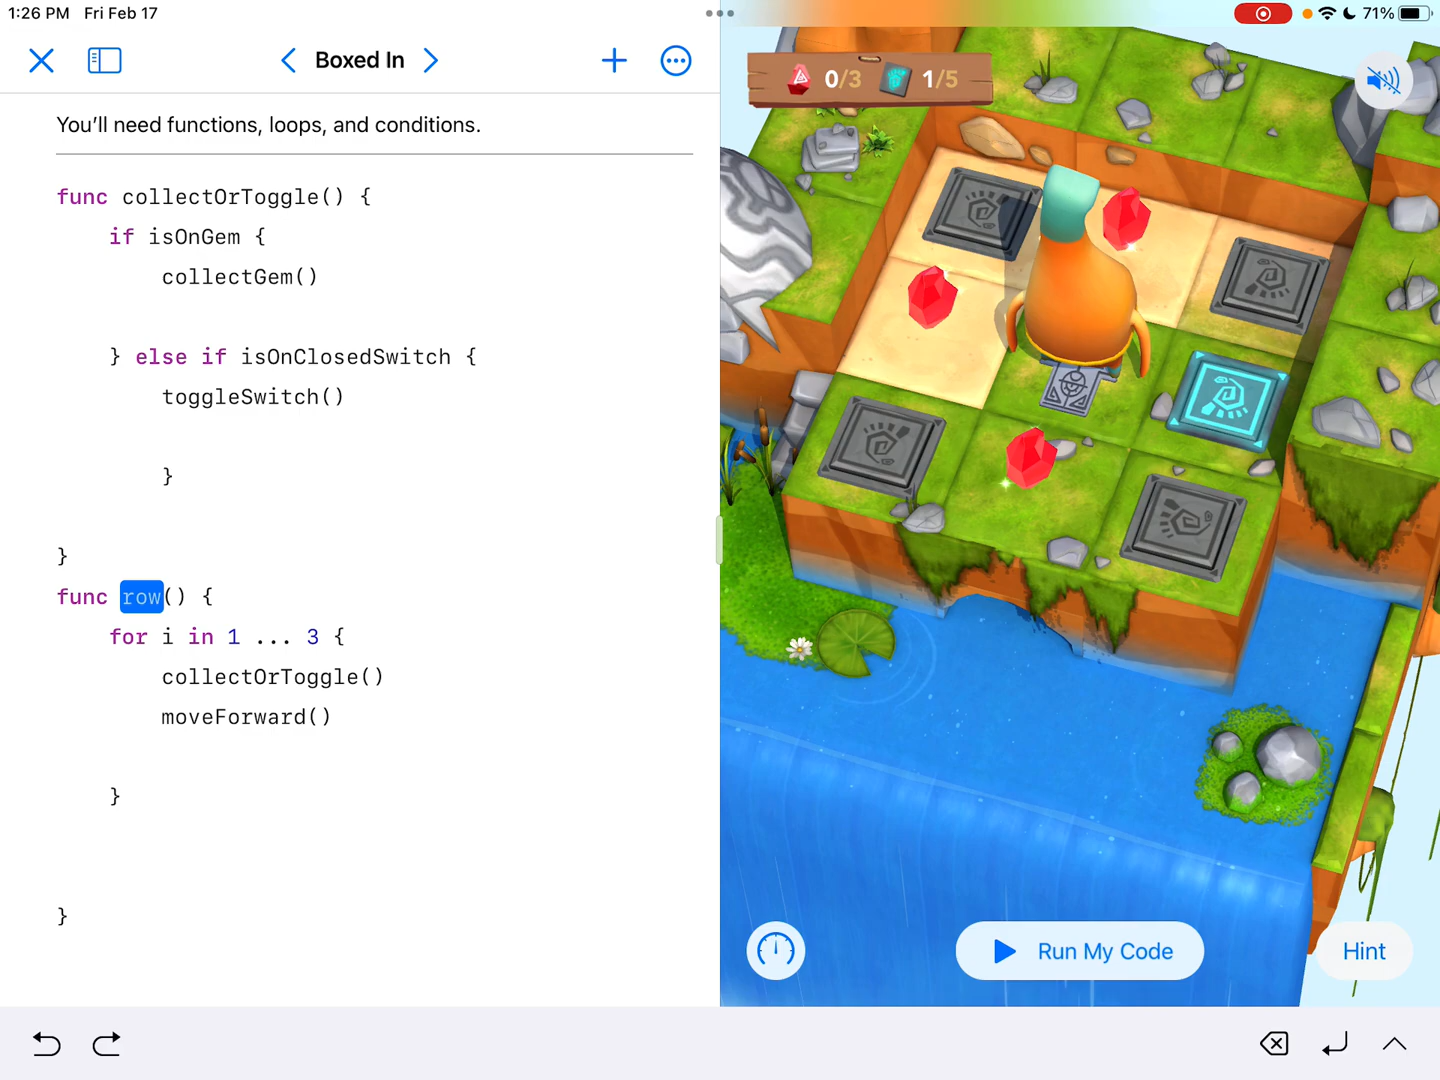 1:26 PM Fri Feb 17
71%
Boxed In
You’ll need functions, loops, and conditions.
func collectOrToggle() {
if isOnGem {
collectGem()
} else if isOnClosedSwitch {
toggleSwitch()
}
}
func row() {
for i in 1 ... 3 {
collectOrToggle()
moveForward()
}
}
0/3 1/5
Run My Code
Hint